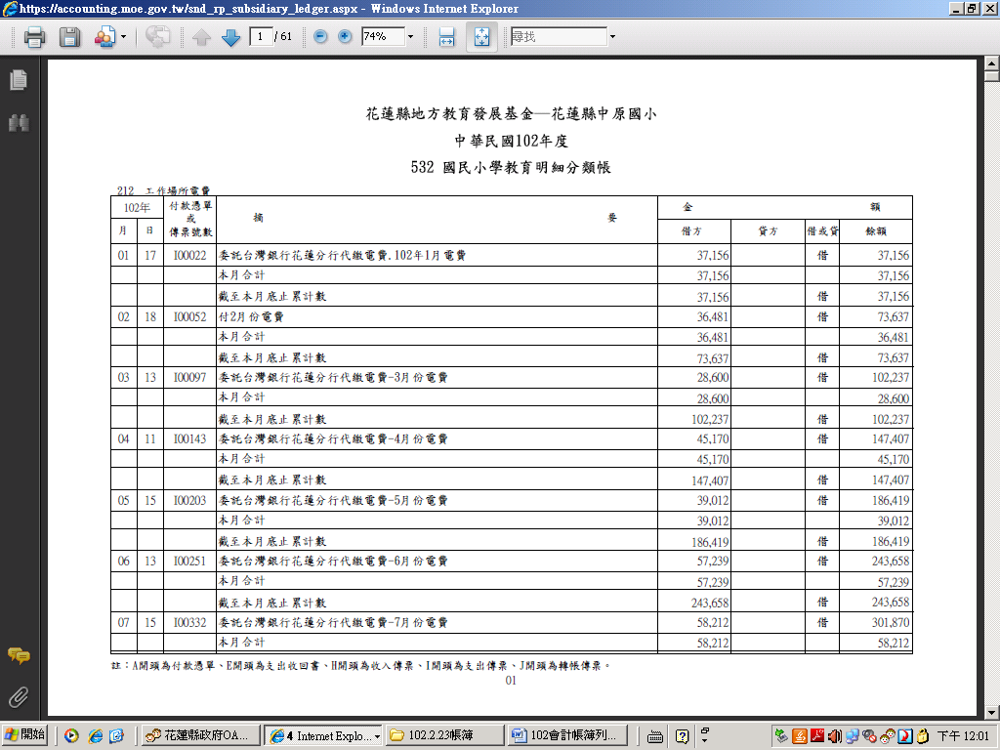 https://accounting.moe.gov.tw/snd_rp_subsidiary_ledger.aspx - Windows Internet Explorer
1 / 61 74% 尋找
花蓮縣地方教育發展基金—花蓮縣中原國小
中華民國102年度
532 國民小學教育明細分類帳
212 工作場所電費
102年 付款憑單 或 傳票號數 摘 要 金 額
月 日 借方 貸方 借或貸 餘額
01 17 I00022 委託台灣銀行花蓮分行代繳電費.102年1月電費 37,156 借 37,156
本月合計 37,156 37,156
截至本月底止累計數 37,156 借 37,156
02 18 I00052 付2月份電費 36,481 借 73,637
本月合計 36,481 36,481
截至本月底止累計數 73,637 借 73,637
03 13 I00097 委託台灣銀行花蓮分行代繳電費-3月份電費 28,600 借 102,237
本月合計 28,600 28,600
截至本月底止累計數 102,237 借 102,237
04 11 I00143 委託台灣銀行花蓮分行代繳電費-4月份電費 45,170 借 147,407
本月合計 45,170 45,170
截至本月底止累計數 147,407 借 147,407
05 15 I00203 委託台灣銀行花蓮分行代繳電費-5月份電費 39,012 借 186,419
本月合計 39,012 39,012
截至本月底止累計數 186,419 借 186,419
06 13 I00251 委託台灣銀行花蓮分行代繳電費-6月份電費 57,239 借 243,658
本月合計 57,239 57,239
截至本月底止累計數 243,658 借 243,658
07 15 I00332 委託台灣銀行花蓮分行代繳電費-7月份電費 58,212 借 301,870
本月合計 58,212 58,212
註：A開頭為付款憑單、E開頭為支出收回書、H開頭為收入傳票、I開頭為支出傳票、J開頭為轉帳傳票。
01
開始 花蓮縣政府OA... 4 Internet Explo... 102.2.23帳簿 102會計帳簿列... 下午 12:01